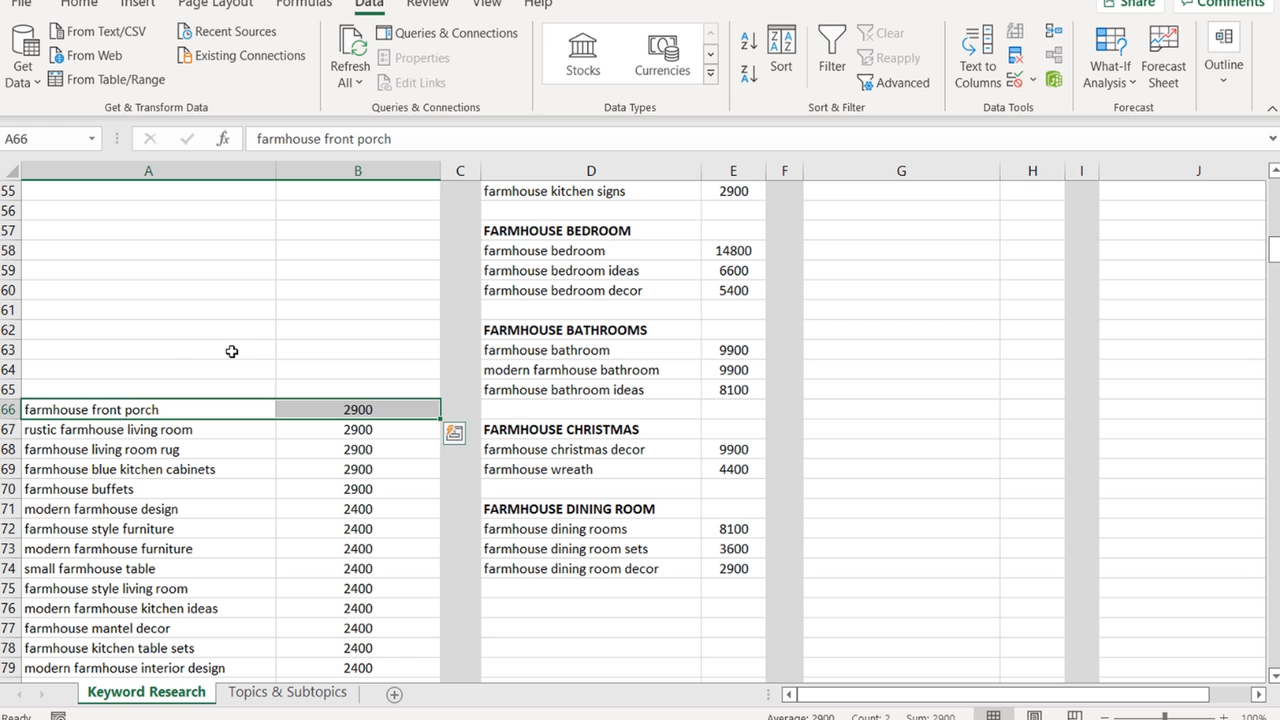 File Home Insert Page Layout Formulas Data Review View Help Share Comments
Get Data
From Text/CSV
From Web
From Table/Range
Recent Sources
Existing Connections
Get & Transform Data
Refresh All
Queries & Connections
Properties
Edit Links
Queries & Connections
Stocks
Currencies
Data Types
Sort
Filter
Clear
Reapply
Advanced
Sort & Filter
Text to Columns
Data Tools
What-If Analysis
Forecast Sheet
Forecast
Outline
A66 fx farmhouse front porch
A B C D E F G H I J
55 farmhouse kitchen signs 2900
56
57 FARMHOUSE BEDROOM
58 farmhouse bedroom 14800
59 farmhouse bedroom ideas 6600
60 farmhouse bedroom decor 5400
61
62 FARMHOUSE BATHROOMS
63 farmhouse bathroom 9900
64 modern farmhouse bathroom 9900
65 farmhouse bathroom ideas 8100
66 farmhouse front porch 2900
67 rustic farmhouse living room 2900 FARMHOUSE CHRISTMAS
68 farmhouse living room rug 2900 farmhouse christmas decor 9900
69 farmhouse blue kitchen cabinets 2900 farmhouse wreath 4400
70 farmhouse buffets 2900
71 modern farmhouse design 2400 FARMHOUSE DINING ROOM
72 farmhouse style furniture 2400 farmhouse dining rooms 8100
73 modern farmhouse furniture 2400 farmhouse dining room sets 3600
74 small farmhouse table 2400 farmhouse dining room decor 2900
75 farmhouse style living room 2400
76 modern farmhouse kitchen ideas 2400
77 farmhouse mantel decor 2400
78 farmhouse kitchen table sets 2400
79 modern farmhouse interior design 2400
Keyword Research Topics & Subtopics
Ready Average: 2900 Count: 2 Sum: 2900 100%